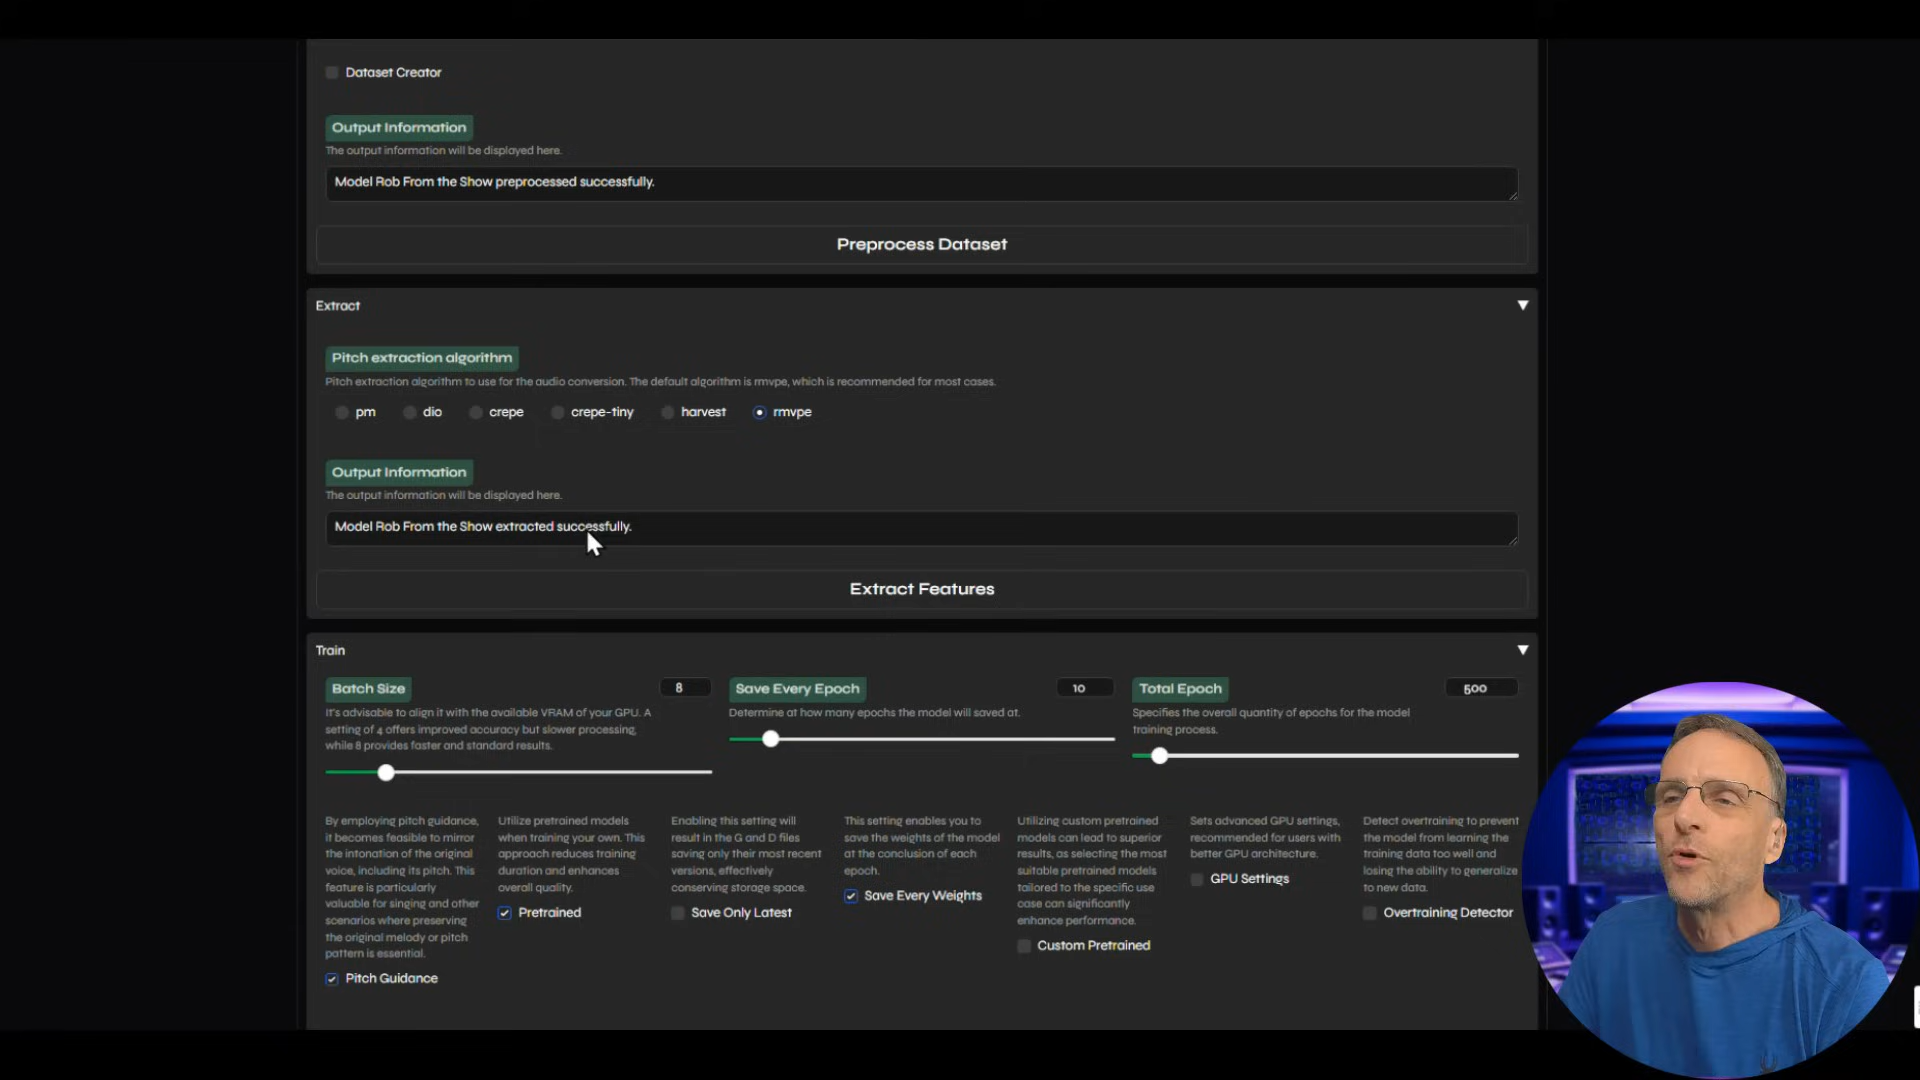 Dataset Creator
Output Information
The output information will be displayed here.
Model Rob From the Show preprocessed successfully.
Preprocess Dataset
Extract
Pitch extraction algorithm
Pitch extraction algorithm to use for the audio conversion. The default algorithm is rmvpe, which is recommended for most cases.
pm dio crepe crepe-tiny harvest rmvpe
Output Information
The output information will be displayed here.
Model Rob From the Show extracted successfully.
Extract Features
Train
Batch Size 8
It's advisable to align it with the available VRAM of your GPU. A
setting of 4 offers improved accuracy but slower processing,
while 8 provides faster and standard results.
Save Every Epoch 10
Determine at how many epochs the model will saved at.
Total Epoch 500
Specifies the overall quantity of epochs for the model
training process.
By employing pitch guidance,
it becomes feasible to mirror
the intonation of the original
voice, including its pitch. This
feature is particularly
valuable for singing and other
scenarios where preserving
the original melody or pitch
pattern is essential.
Pitch Guidance
Utilize pretrained models
when training your own. This
approach reduces training
duration and enhances
overall quality.
Pretrained
Enabling this setting will
result in the G and D files
saving only their most recent
versions, effectively
conserving storage space.
Save Only Latest
This setting enables you to
save the weights of the model
at the conclusion of each
epoch.
Save Every Weights
Utilizing custom pretrained
models can lead to superior
results, as selecting the most
suitable pretrained models
tailored to the specific use
case can significantly
enhance performance.
Custom Pretrained
Sets advanced GPU settings,
recommended for users with
better GPU architecture.
GPU Settings
Detect overtraining to prevent
the model from learning the
training data too well and
losing the ability to generalize
to new data.
Overtraining Detector